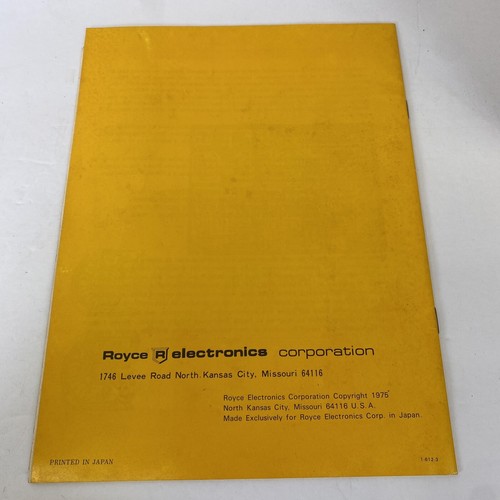 Royce R electronics corporation
1746 Levee Road North Kansas City, Missouri 64116
Royce Electronics Corporation Copyright 1975
North Kansas City, Missouri 64116 U.S.A.
Made Exclusively for Royce Electronics Corp. in Japan.
PRINTED IN JAPAN